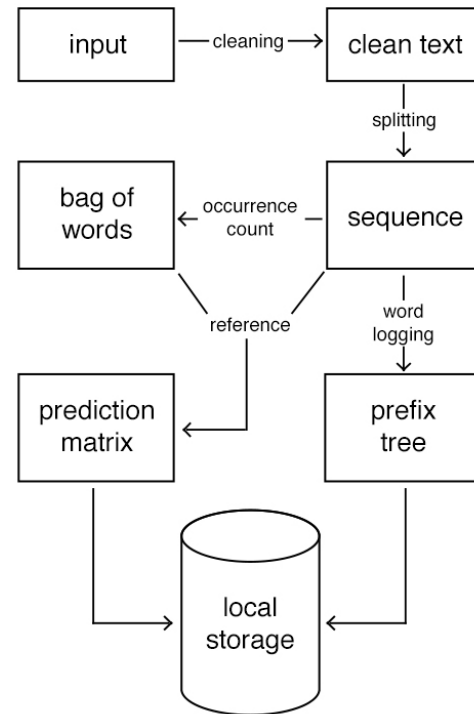 input
cleaning
clean text
splitting
bag of
words
occurrence
count
sequence
reference
word
logging
prediction
matrix
prefix
tree
local
storage